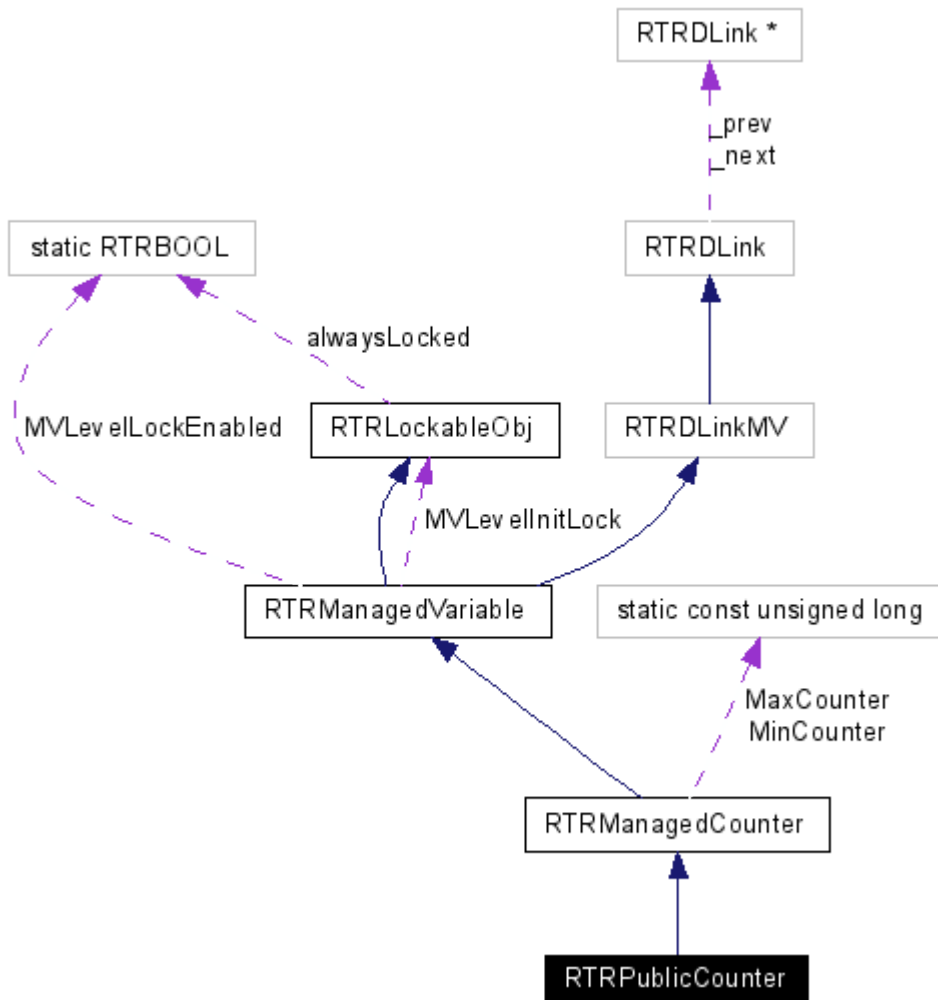 RTRDLink *
_prev
_next
static RTRBOOL
RTRDLink
alwaysLocked
MVLevelLockEnabled
RTRLockableObj
RTRDLinkMV
MVLevelInitLock
RTRManagedVariable
static const unsigned long
MaxCounter
MinCounter
RTRManagedCounter
RTRPublicCounter